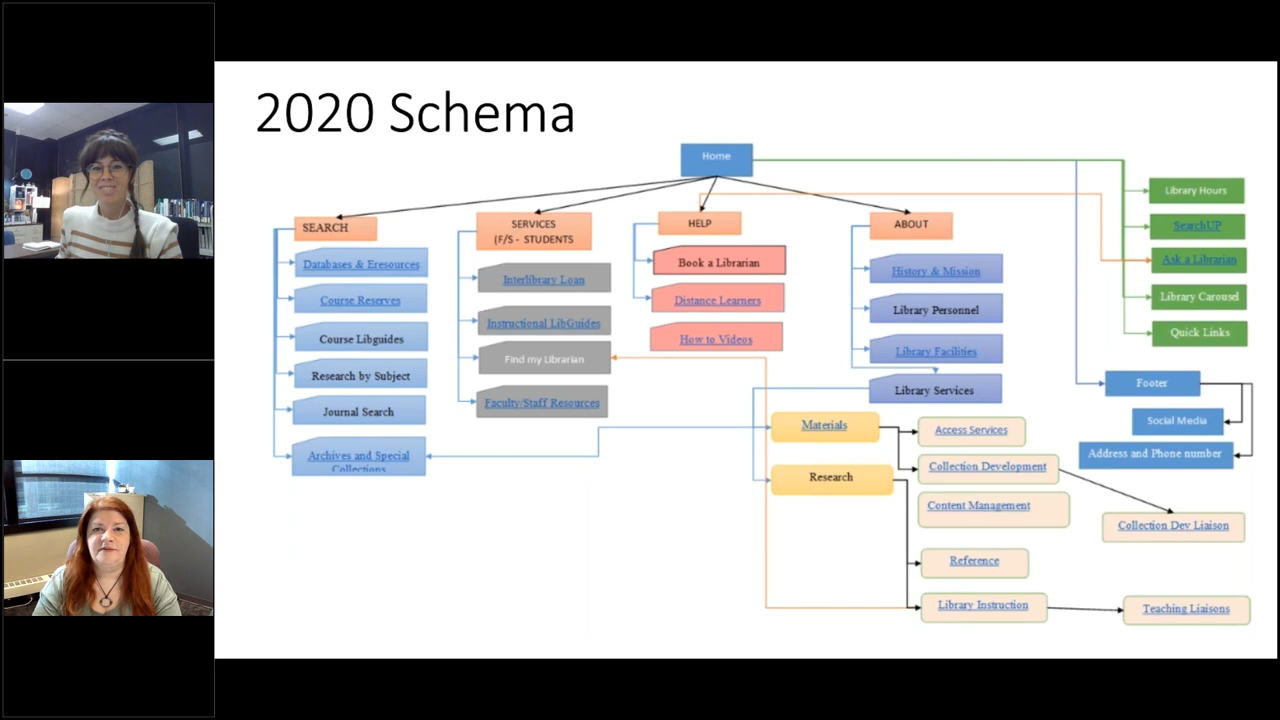 2020 Schema
Home
SEARCH
Databases & Eresources
Course Reserves
Course Libguides
Research by Subject
Journal Search
Archives and Special
Collections
SERVICES
(F/S - STUDENTS
Interlibrary Loan
Instructional LibGuides
Find my Librarian
Faculty/Staff Resources
HELP
Book a Librarian
Distance Learners
How to Videos
ABOUT
History & Mission
Library Personnel
Library Facilities
Library Services
Materials
Research
Access Services
Collection Development
Content Management
Reference
Library Instruction
Collection Dev Liaison
Teaching Liaisons
Library Hours
SearchUP
Ask a Librarian
Library Carousel
Quick Links
Footer
Social Media
Address and Phone number